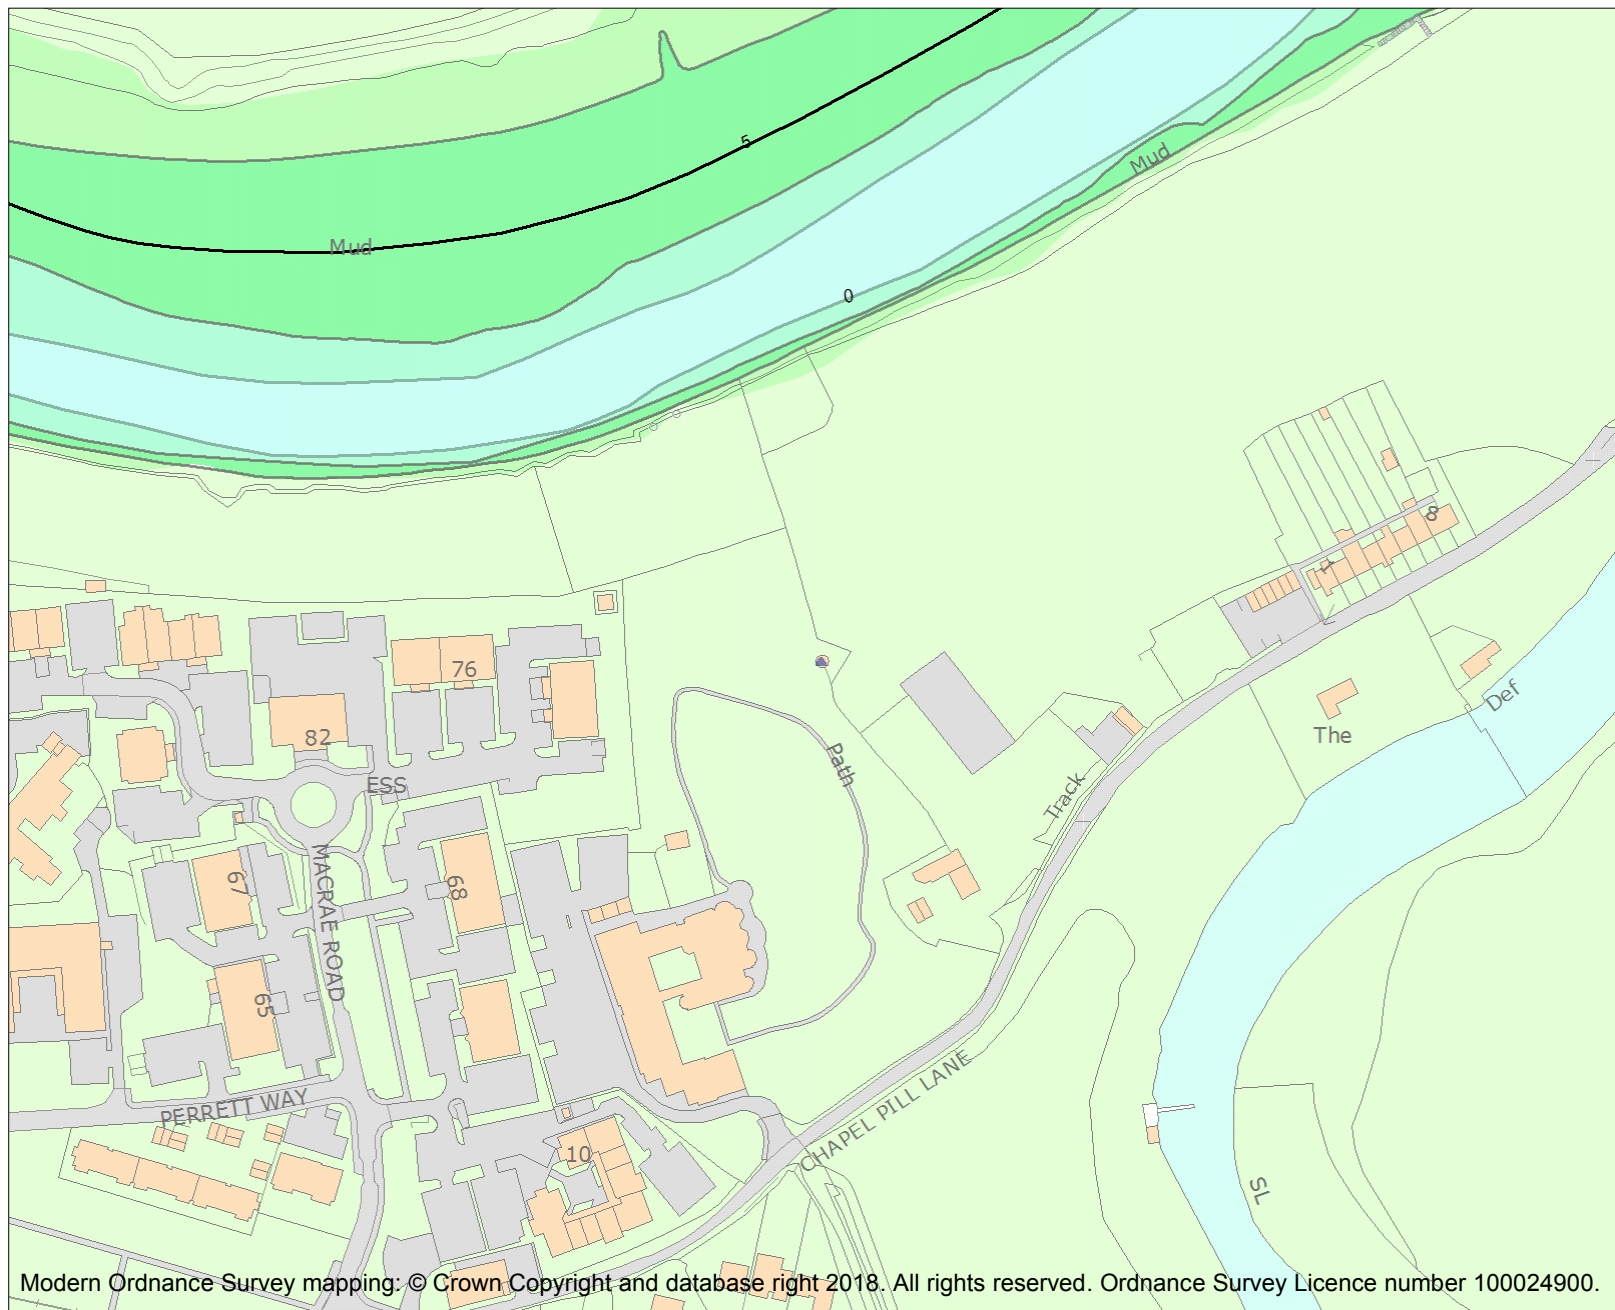 5
Mud
Mud
0
8
1
76
Def
82
The
ESS
Path
Track
67
68
MACRAE ROAD
65
CHAPEL PILL LANE
PERRETT WAY
10
SL
Modern Ordnance Survey mapping: © Crown Copyright and database right 2018. All rights reserved. Ordnance Survey Licence number 100024900.